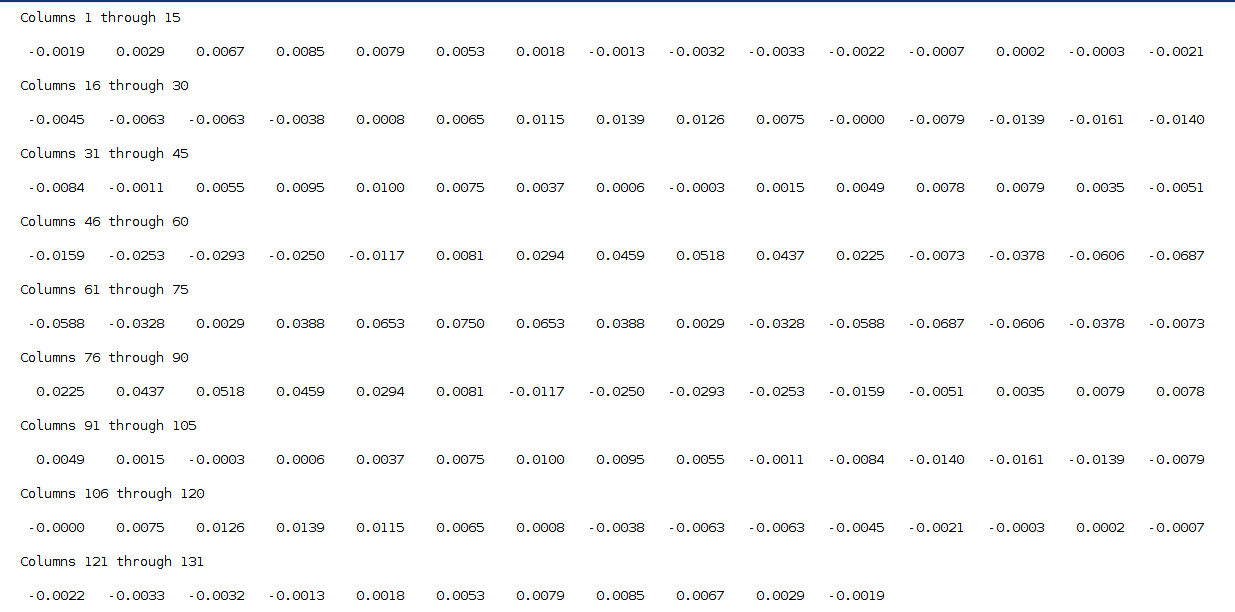 Columns 1 through 15
-0.0019 0.0029 0.0067 0.0085 0.0079 0.0053 0.0018 -0.0013 -0.0032 -0.0033 -0.0022 -0.0007 0.0002 -0.0003 -0.0021
Columns 16 through 30
-0.0045 -0.0063 -0.0063 -0.0038 0.0008 0.0065 0.0115 0.0139 0.0126 0.0075 -0.0000 -0.0079 -0.0139 -0.0161 -0.0140
Columns 31 through 45
-0.0084 -0.0011 0.0055 0.0095 0.0100 0.0075 0.0037 0.0006 -0.0003 0.0015 0.0049 0.0078 0.0079 0.0035 -0.0051
Columns 46 through 60
-0.0159 -0.0253 -0.0293 -0.0250 -0.0117 0.0081 0.0294 0.0459 0.0518 0.0437 0.0225 -0.0073 -0.0378 -0.0606 -0.0687
Columns 61 through 75
-0.0588 -0.0328 0.0029 0.0388 0.0653 0.0750 0.0653 0.0388 0.0029 -0.0328 -0.0588 -0.0687 -0.0606 -0.0378 -0.0073
Columns 76 through 90
0.0225 0.0437 0.0518 0.0459 0.0294 0.0081 -0.0117 -0.0250 -0.0293 -0.0253 -0.0159 -0.0051 0.0035 0.0079 0.0078
Columns 91 through 105
0.0049 0.0015 -0.0003 0.0006 0.0037 0.0075 0.0100 0.0095 0.0055 -0.0011 -0.0084 -0.0140 -0.0161 -0.0139 -0.0079
Columns 106 through 120
-0.0000 0.0075 0.0126 0.0139 0.0115 0.0065 0.0008 -0.0038 -0.0063 -0.0063 -0.0045 -0.0021 -0.0003 0.0002 -0.0007
Columns 121 through 131
-0.0022 -0.0033 -0.0032 -0.0013 0.0018 0.0053 0.0079 0.0085 0.0067 0.0029 -0.0019